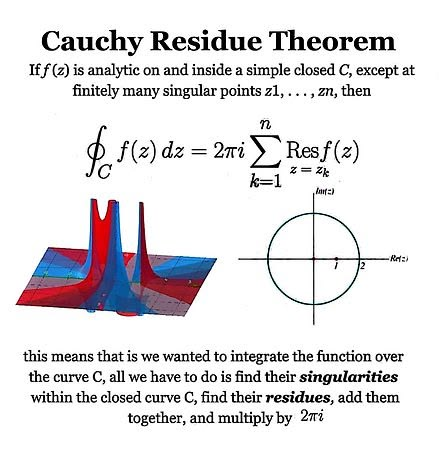 Cauchy Residue Theorem
If f (z) is analytic on and inside a simple closed C, except at
finitely many singular points z1, . . . , zn, then
n
∮ f(z) dz = 2πi ∑ Res f(z)
C k=1 z = zk
Im(z)
1 2 Re(z)
this means that is we wanted to integrate the function over
the curve C, all we have to do is find their singularities
within the closed curve C, find their residues, add them
together, and multiply by 2πi